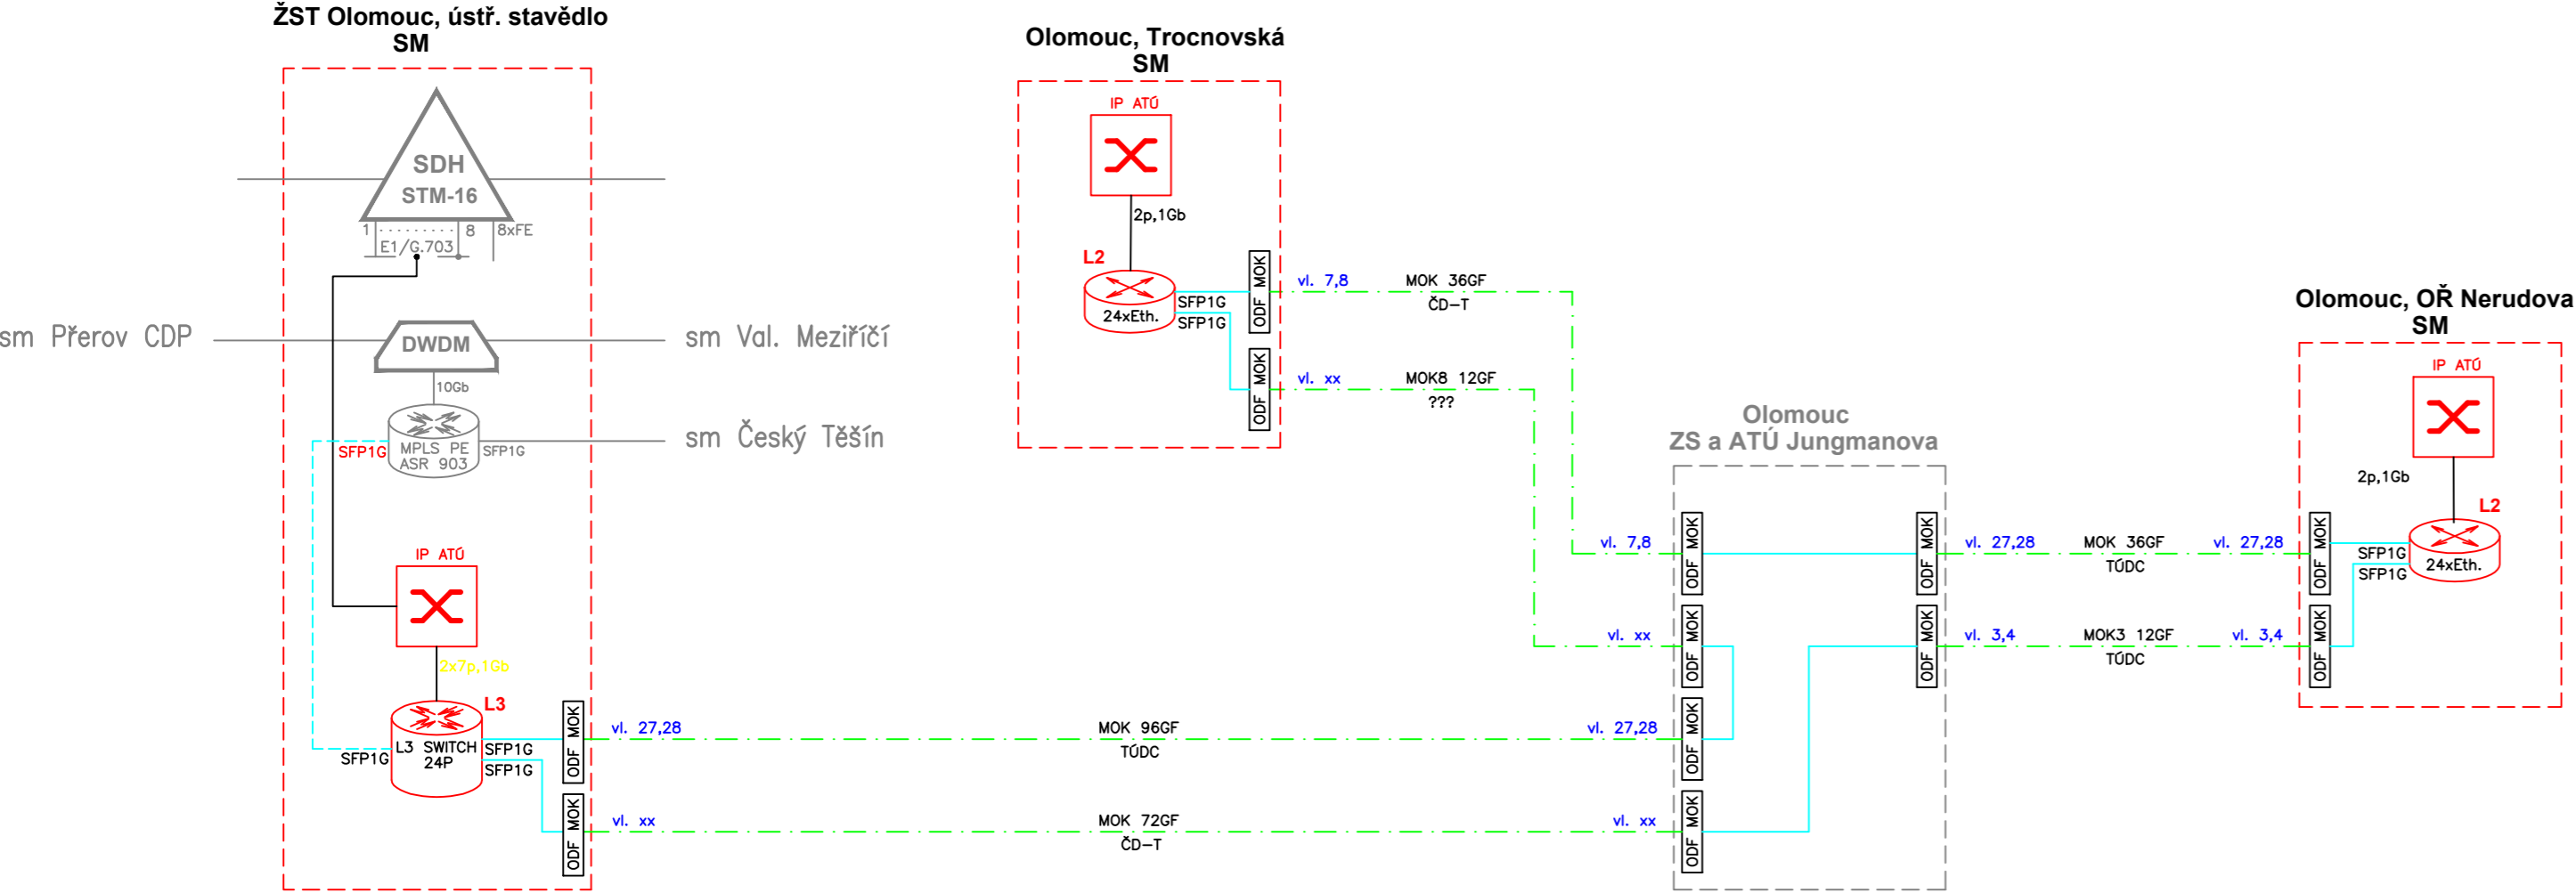 ŽST Olomouc, ústř. stavědlo
SM
SDH
STM-16
1
8
8xFE
E1/G.703
sm Přerov CDP
DWDM
sm Val. Meziříčí
10Gb
SFP1G
MPLS PE
ASR 903
SFP1G
sm Český Těšín
IP ATÚ
2x7p,1Gb
L3
L3 SWITCH
24P
SFP1G
SFP1G
SFP1G
ODF MOK
ODF MOK
vl. 27,28
MOK 96GF
TÚDC
vl. 27,28
vl. xx
MOK 72GF
ČD–T
vl. xx
Olomouc, Trocnovská
SM
IP ATÚ
2p,1Gb
L2
24xEth.
SFP1G
SFP1G
ODF MOK
ODF MOK
vl. 7,8
MOK 36GF
ČD–T
vl. xx
MOK8 12GF
???
Olomouc
ZS a ATÚ Jungmanova
vl. 7,8
vl. xx
ODF MOK
ODF MOK
ODF MOK
ODF MOK
ODF MOK
ODF MOK
vl. 27,28
MOK 36GF
TÚDC
vl. 27,28
vl. 3,4
MOK3 12GF
TÚDC
vl. 3,4
Olomouc, OŘ Nerudova
SM
IP ATÚ
2p,1Gb
L2
24xEth.
SFP1G
SFP1G
ODF MOK
ODF MOK